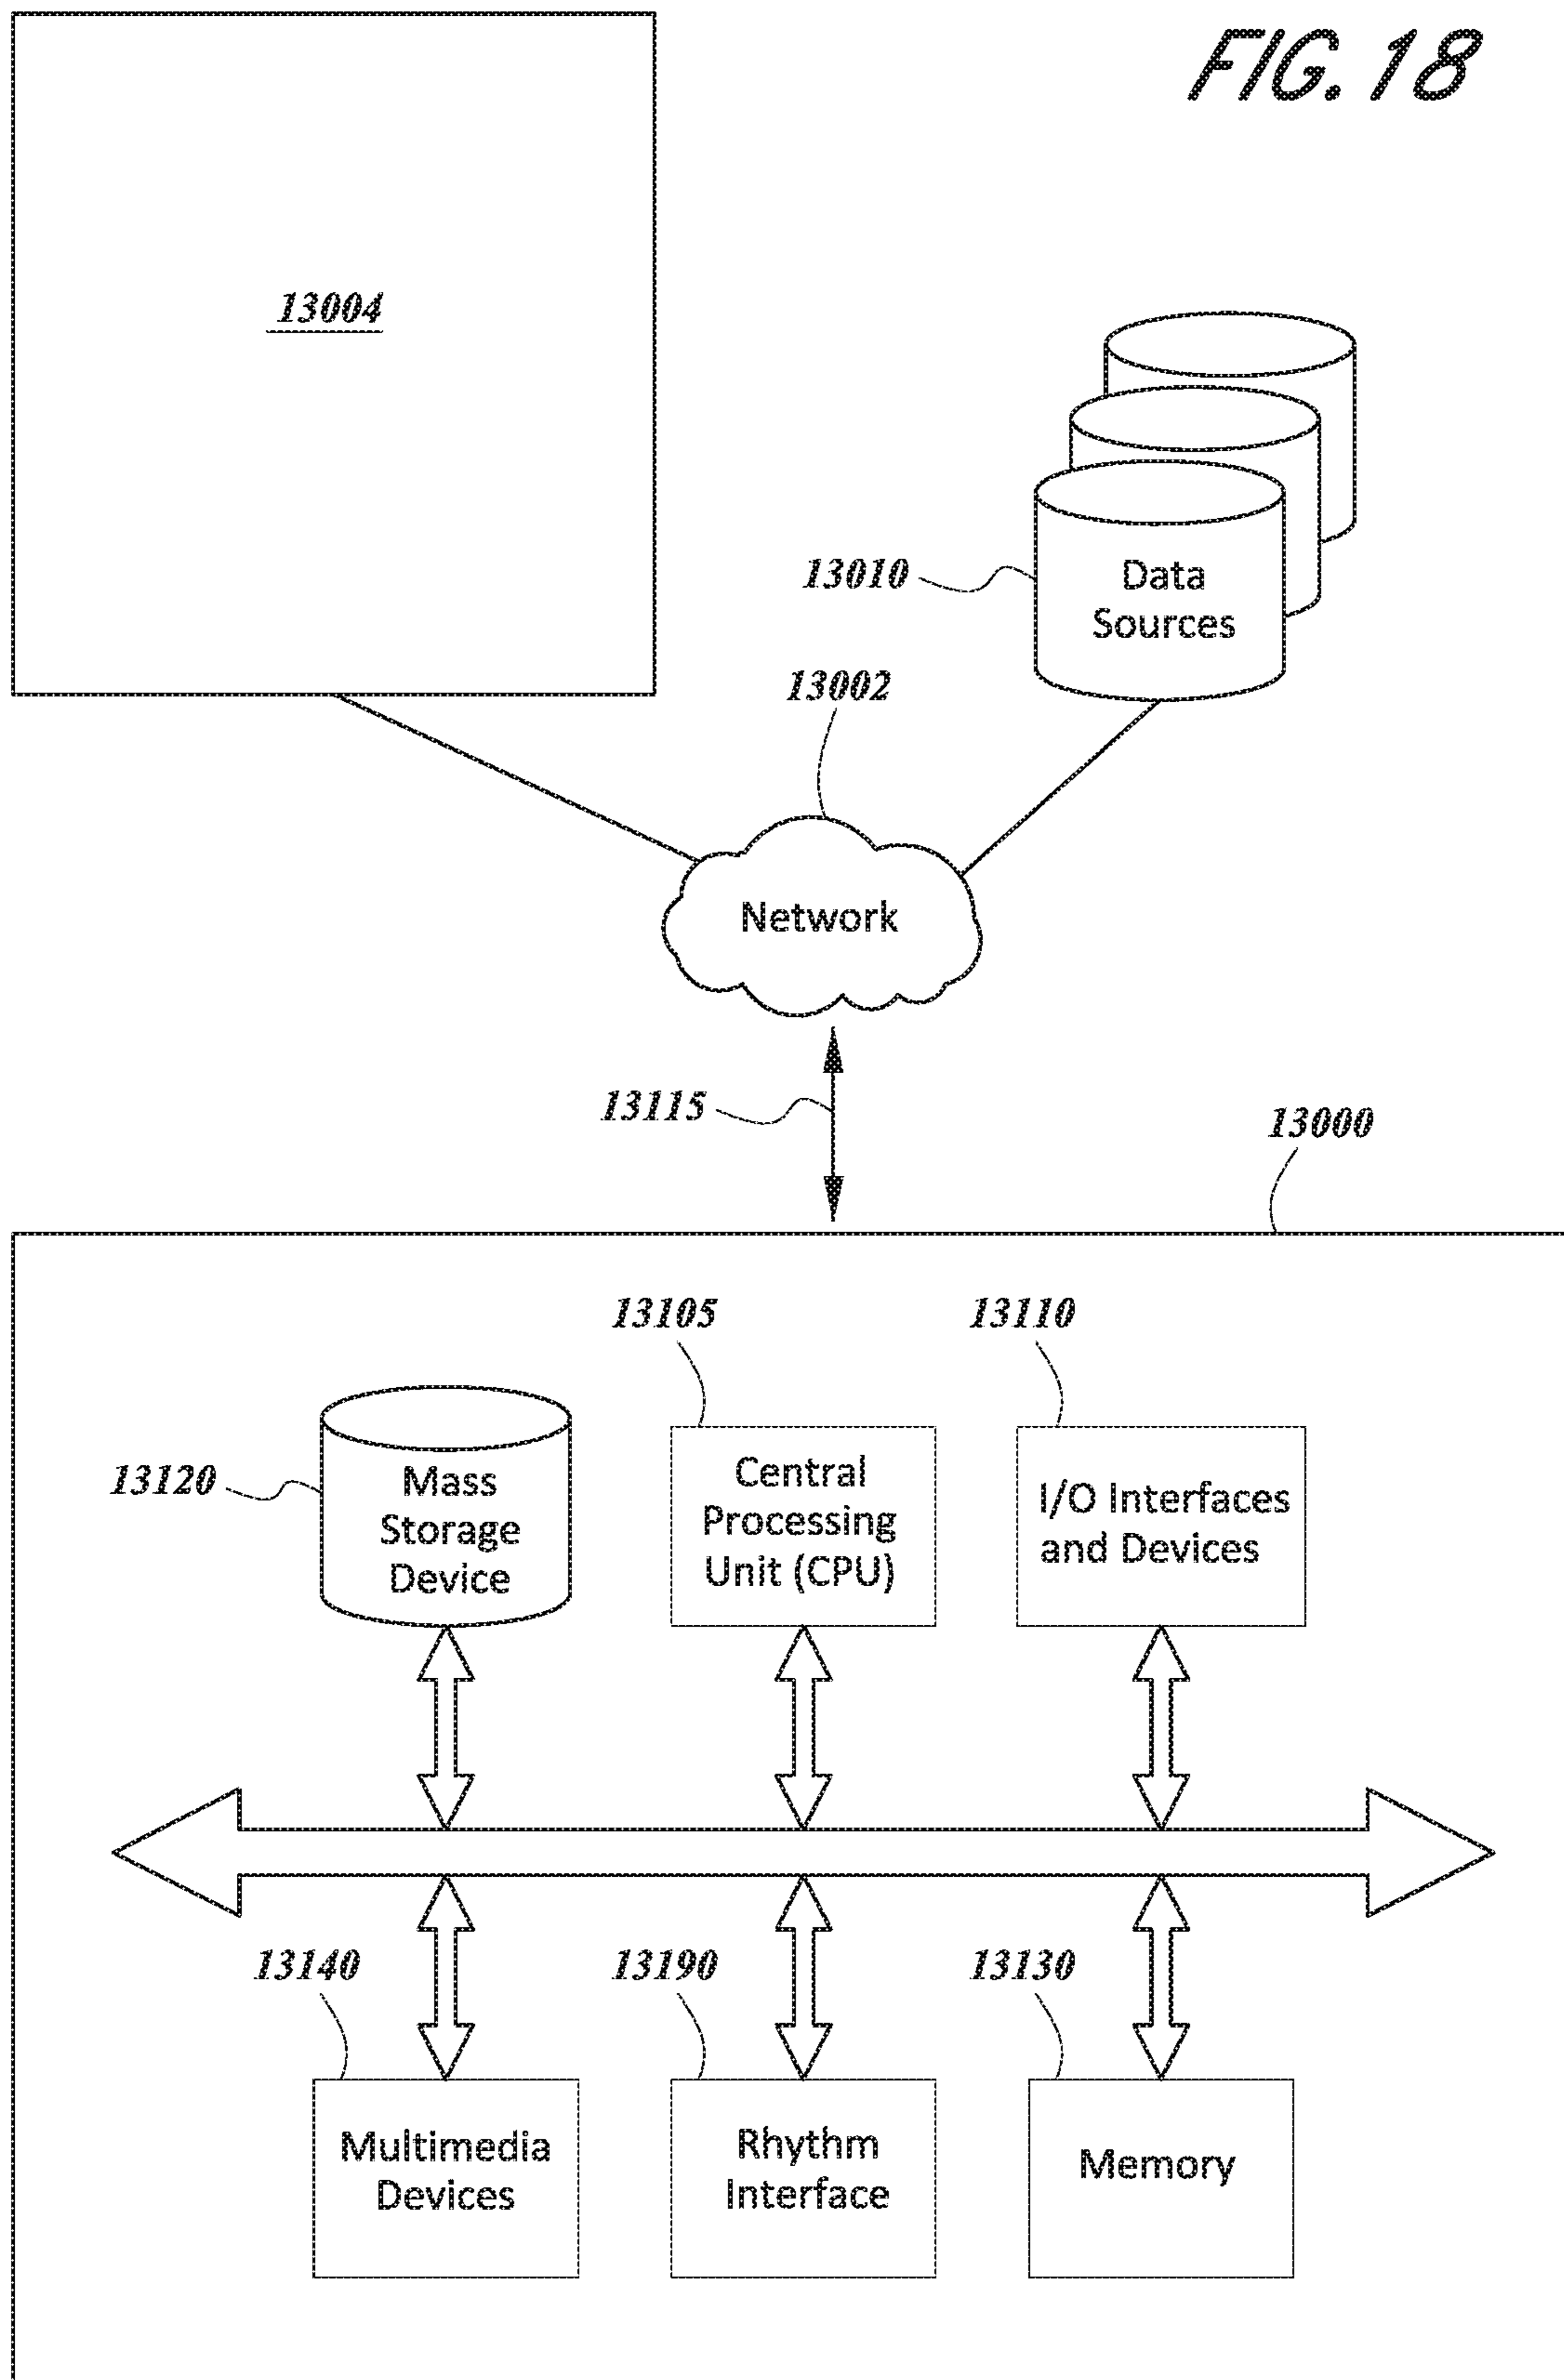 FIG. 18
13004
13010
Data
Sources
13002
Network
13115
13000
13105
13110
13120
Mass
Storage
Device
Central
Processing
Unit (CPU)
I/O Interfaces
and Devices
13140
13190
13130
Multimedia
Devices
Rhythm
Interface
Memory